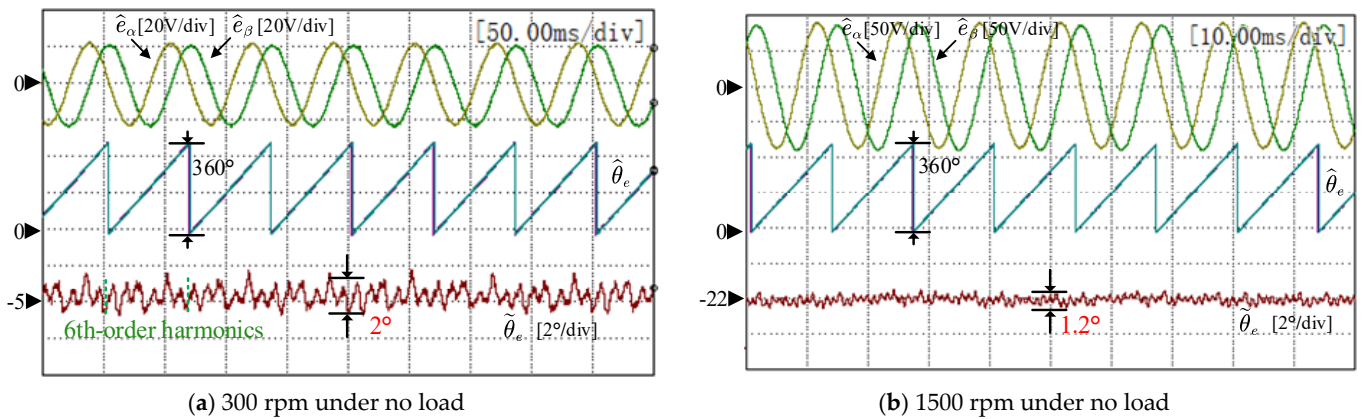 ê_α [20V/div] ê_β [20V/div] [50.00ms/div]
0
360°
θ̂_e
0
-5
6th-order harmonics 2° θ̃_e [2°/div]
(a) 300 rpm under no load
ê_α [50V/div] ê_β [50V/div] [10.00ms/div]
0
360°
θ̂_e
0
-22
1.2° θ̃_e [2°/div]
(b) 1500 rpm under no load